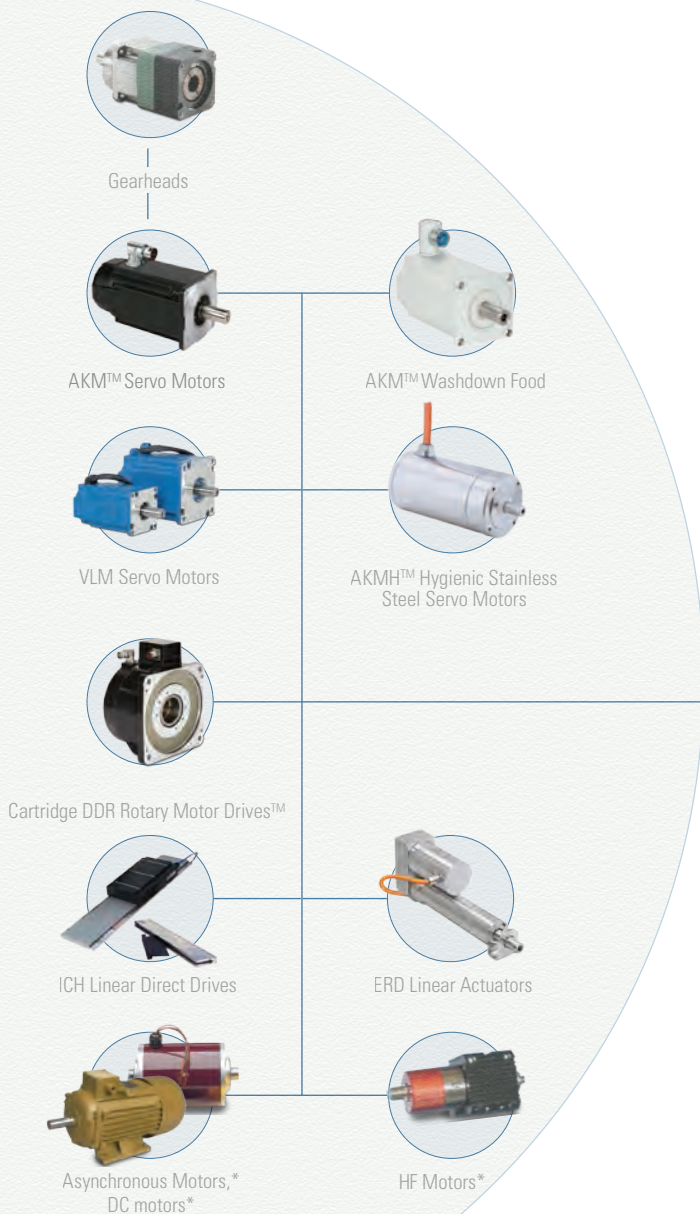 Gearheads
AKM™ Servo Motors
AKM™ Washdown Food
VLM Servo Motors
AKMH™ Hygienic Stainless
Steel Servo Motors
Cartridge DDR Rotary Motor Drives™
ICH Linear Direct Drives
ERD Linear Actuators
Asynchronous Motors,*
DC motors*
HF Motors*